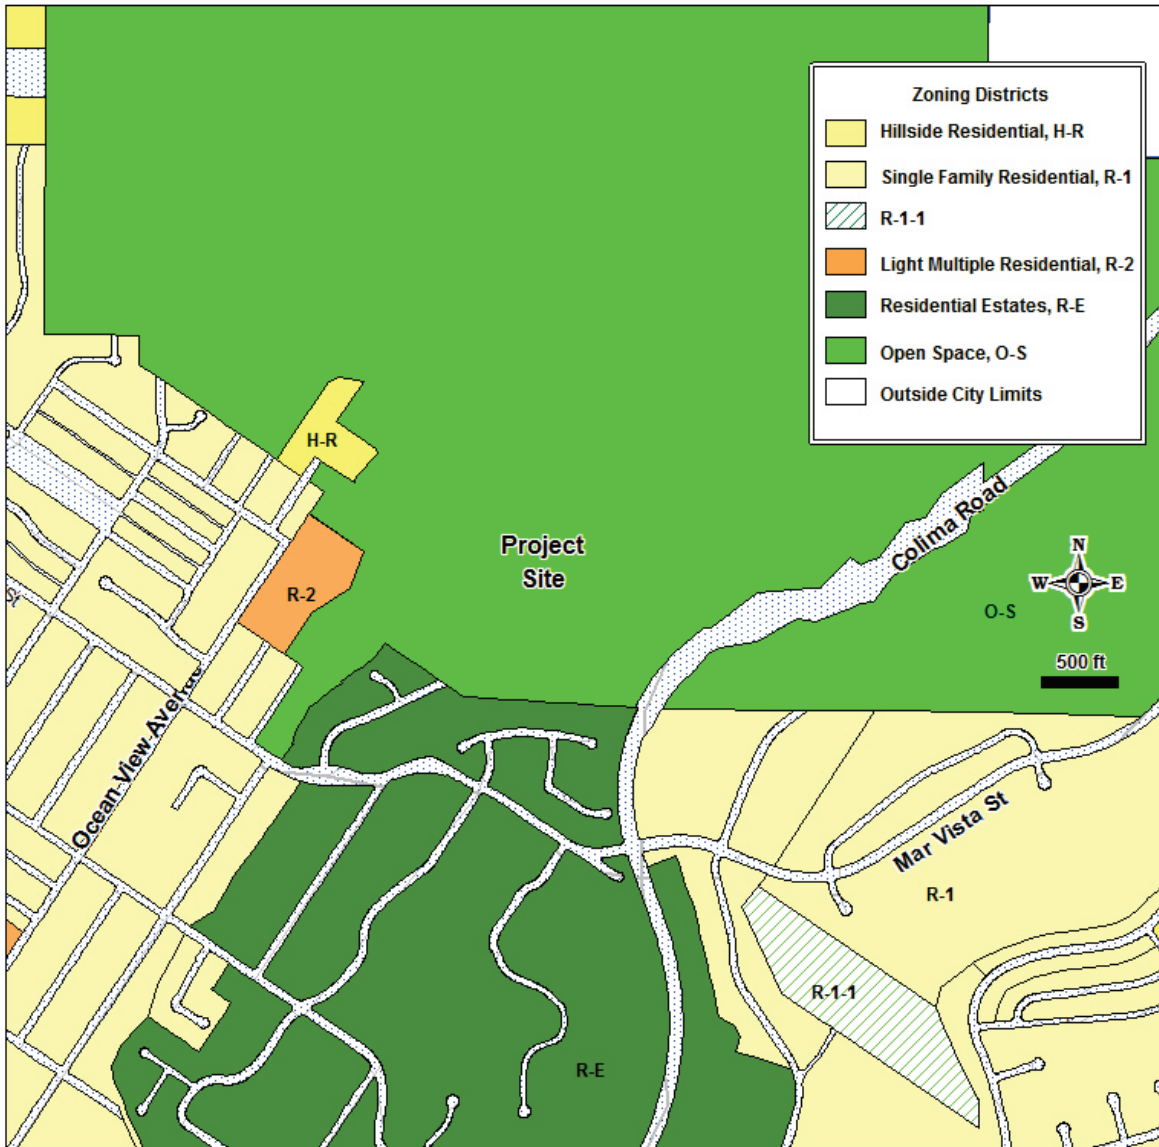 Zoning Districts
Hillside Residential, H-R
Single Family Residential, R-1
R-1-1
Light Multiple Residential, R-2
Residential Estates, R-E
Open Space, O-S
Outside City Limits
H-R
Project
Site
Colima Road
N
W
E
S
O-S
500 ft
R-2
St
Ocean View Avenue
Mar Vista St
R-1
R-1-1
R-E